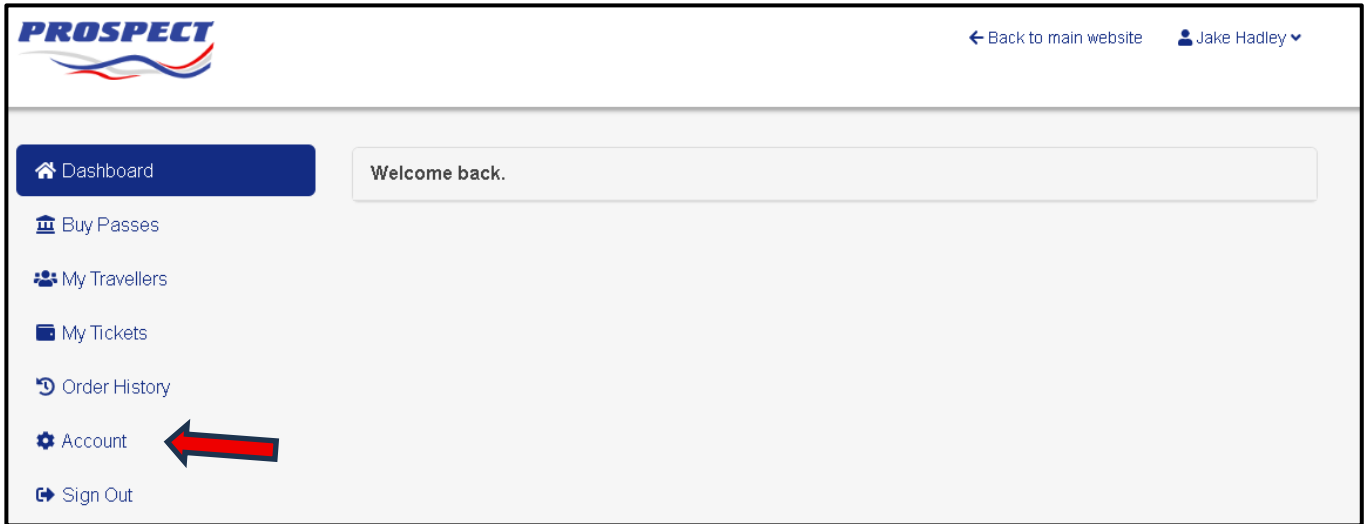 PROSPECT
Back to main website
Jake Hadley
Dashboard
Welcome back.
Buy Passes
My Travellers
My Tickets
Order History
Account
Sign Out